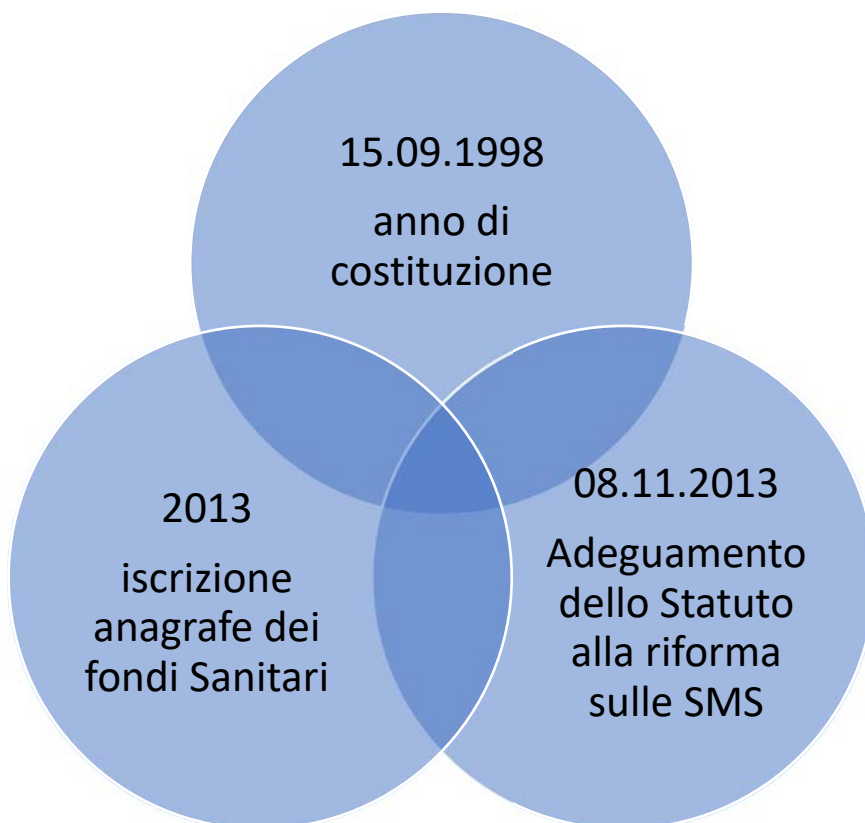 15.09.1998
anno di
costituzione
2013
iscrizione
anagrafe dei
fondi Sanitari
08.11.2013
Adeguamento
dello Statuto
alla riforma
sulle SMS